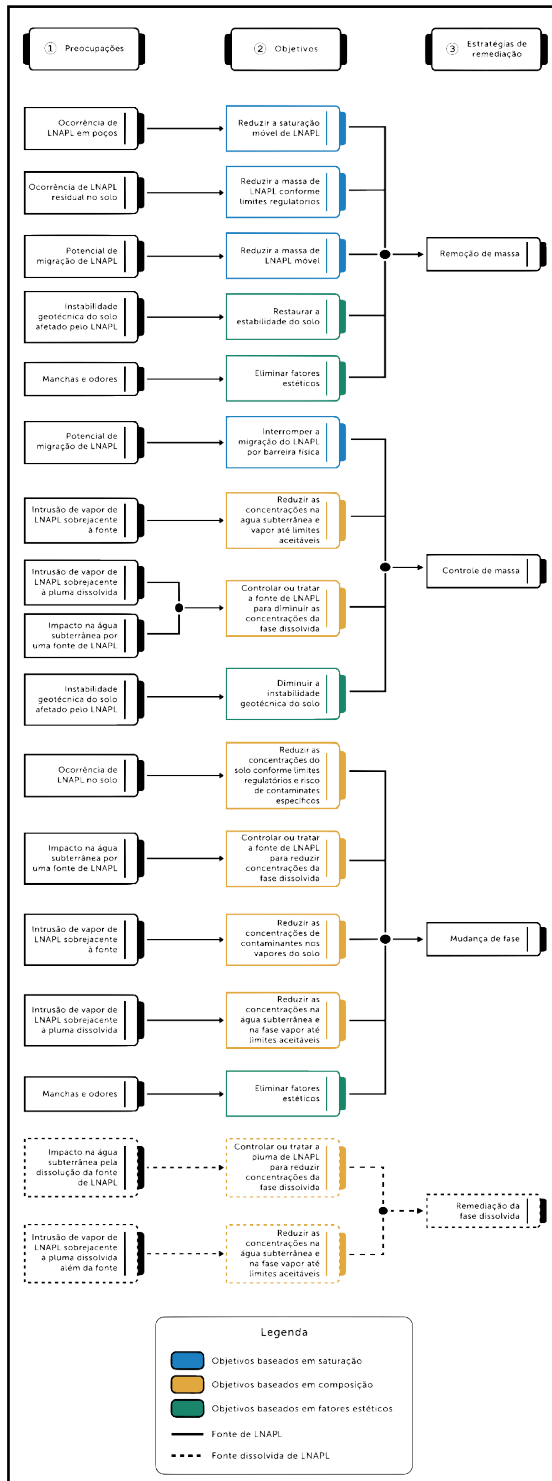 ① Preocupações
② Objetivos
③ Estratégias de
remediação
Ocorrência de
LNAPL em poços
Reduzir a saturação
móvel de LNAPL
Ocorrência de LNAPL
residual no solo
Reduzir a massa de
LNAPL conforme
limites regulatórios
Potencial de
migração de LNAPL
Reduzir a massa de
LNAPL móvel
Remoção de massa
Instabilidade
geotécnica do solo
afetado pelo LNAPL
Restaurar a
estabilidade do solo
Manchas e odores
Eliminar fatores
estéticos
Potencial de
migração de LNAPL
Interromper a
migração do LNAPL
por barreira física
Intrusão de vapor de
LNAPL sobrejacente
à fonte
Reduzir as
concentrações na
água subterrânea e
vapor até limites
aceitáveis
Controle de massa
Intrusão de vapor de
LNAPL sobrejacente
à pluma dissolvida
Impacto na água
subterrânea por
uma fonte de LNAPL
Controlar ou tratar
a fonte de LNAPL
para diminuir as
concentrações da
fase dissolvida
Instabilidade
geotécnica do solo
afetado pelo LNAPL
Diminuir a
instabilidade
geotécnica do solo
Ocorrência de
LNAPL no solo
Reduzir as
concentrações do
solo conforme limites
regulatórios e risco
de contaminates
específicos
Impacto na água
subterrânea por
uma fonte de LNAPL
Controlar ou tratar
a fonte de LNAPL
para reduzir
concentrações da
fase dissolvida
Intrusão de vapor de
LNAPL sobrejacente
à fonte
Reduzir as
concentrações de
contaminantes nos
vapores do solo
Mudança de fase
Intrusão de vapor de
LNAPL sobrejacente
à pluma dissolvida
Reduzir as
concentrações na
água subterrânea e
na fase vapor até
limites aceitáveis
Manchas e odores
Eliminar fatores
estéticos
Impacto na água
subterrânea pela
dissolução da fonte
de LNAPL
Controlar ou tratar a
pluma de LNAPL
para reduzir
concentrações da
fase dissolvida
Remediação da
fase dissolvida
Intrusão de vapor de
LNAPL sobrejacente
à pluma dissolvida
além da fonte
Reduzir as
concentrações na
água subterrânea e
na fase vapor até
limites aceitáveis
Legenda
Objetivos baseados em saturação
Objetivos baseados em composição
Objetivos baseados em fatores estéticos
Fonte de LNAPL
Fonte dissolvida de LNAPL